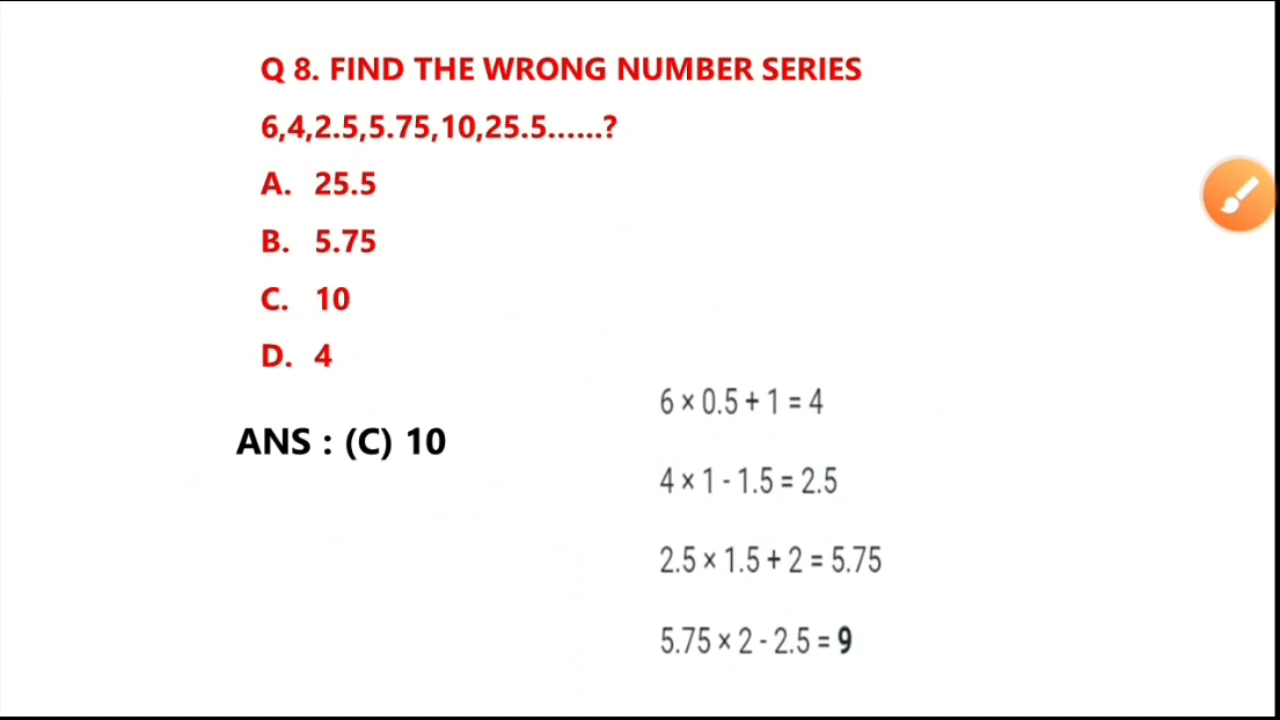 Q 8. FIND THE WRONG NUMBER SERIES
6,4,2.5,5.75,10,25.5......?
A. 25.5
B. 5.75
C. 10
D. 4
ANS : (C) 10
6 × 0.5 + 1 = 4
4 × 1 - 1.5 = 2.5
2.5 × 1.5 + 2 = 5.75
5.75 × 2 - 2.5 = 9